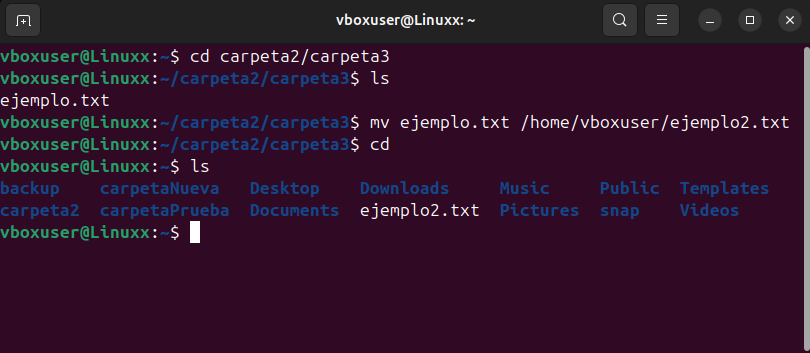 vboxuser@Linuxx: ~
vboxuser@Linuxx:~$ cd carpeta2/carpeta3
vboxuser@Linuxx:~/carpeta2/carpeta3$ ls
ejemplo.txt
vboxuser@Linuxx:~/carpeta2/carpeta3$ mv ejemplo.txt /home/vboxuser/ejemplo2.txt
vboxuser@Linuxx:~/carpeta2/carpeta3$ cd
vboxuser@Linuxx:~$ ls
backup    carpetaNueva   Desktop    Downloads     Music     Public  Templates
carpeta2  carpetaPrueba  Documents  ejemplo2.txt  Pictures  snap    Videos
vboxuser@Linuxx:~$